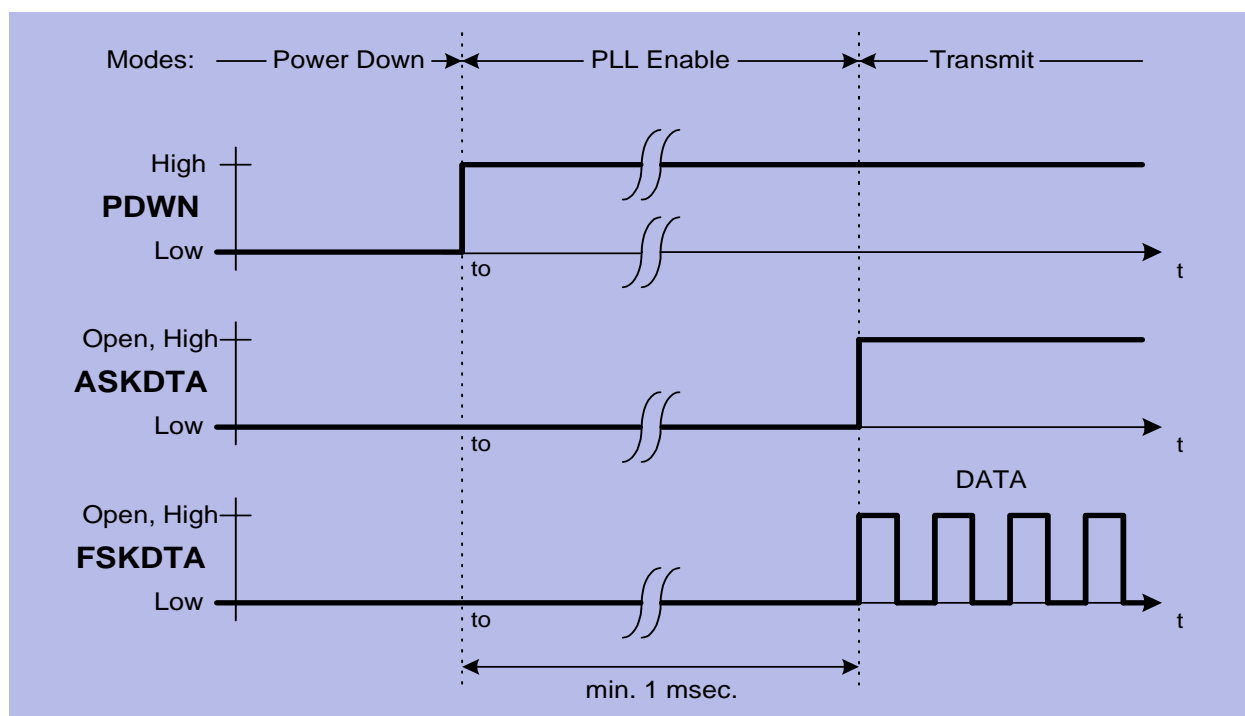 Modes: Power Down PLL Enable Transmit
High
PDWN
Low
to
t
Open, High
ASKDTA
Low
to
t
DATA
Open, High
FSKDTA
Low
to
t
min. 1 msec.